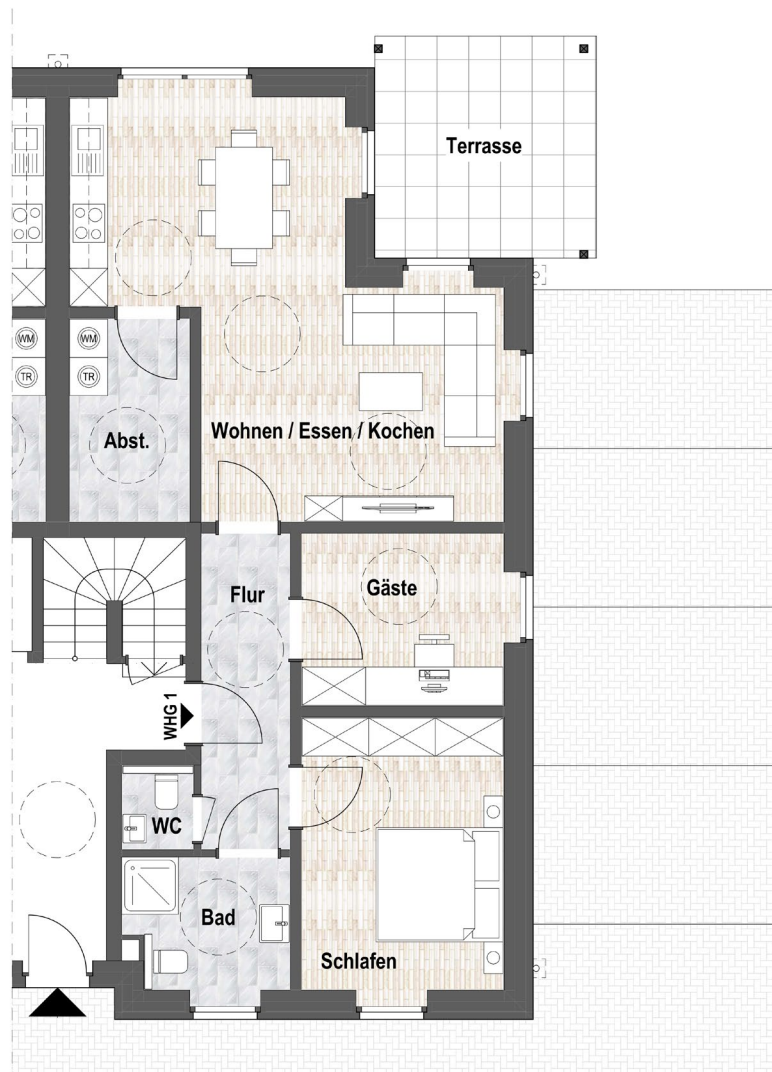 Terrasse
WM
WM
TR
TR
Abst.
Wohnen / Essen / Kochen
Flur
Gäste
WHG 1
WC
Bad
Schlafen